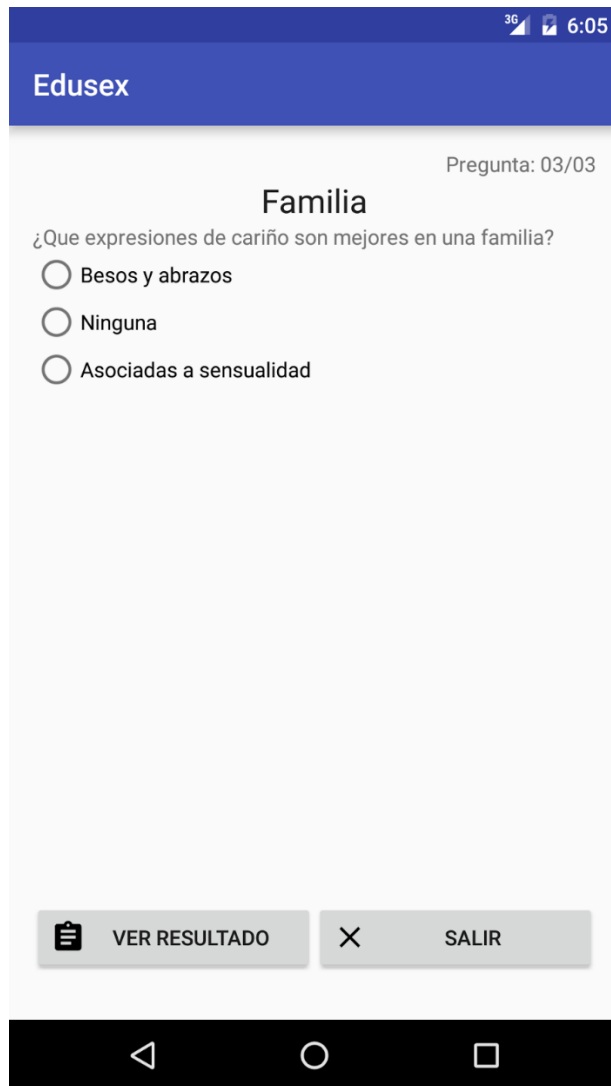 3G 6:05
Edusex
Pregunta: 03/03
Familia
¿Que expresiones de cariño son mejores en una familia?
Besos y abrazos
Ninguna
Asociadas a sensualidad
VER RESULTADO SALIR